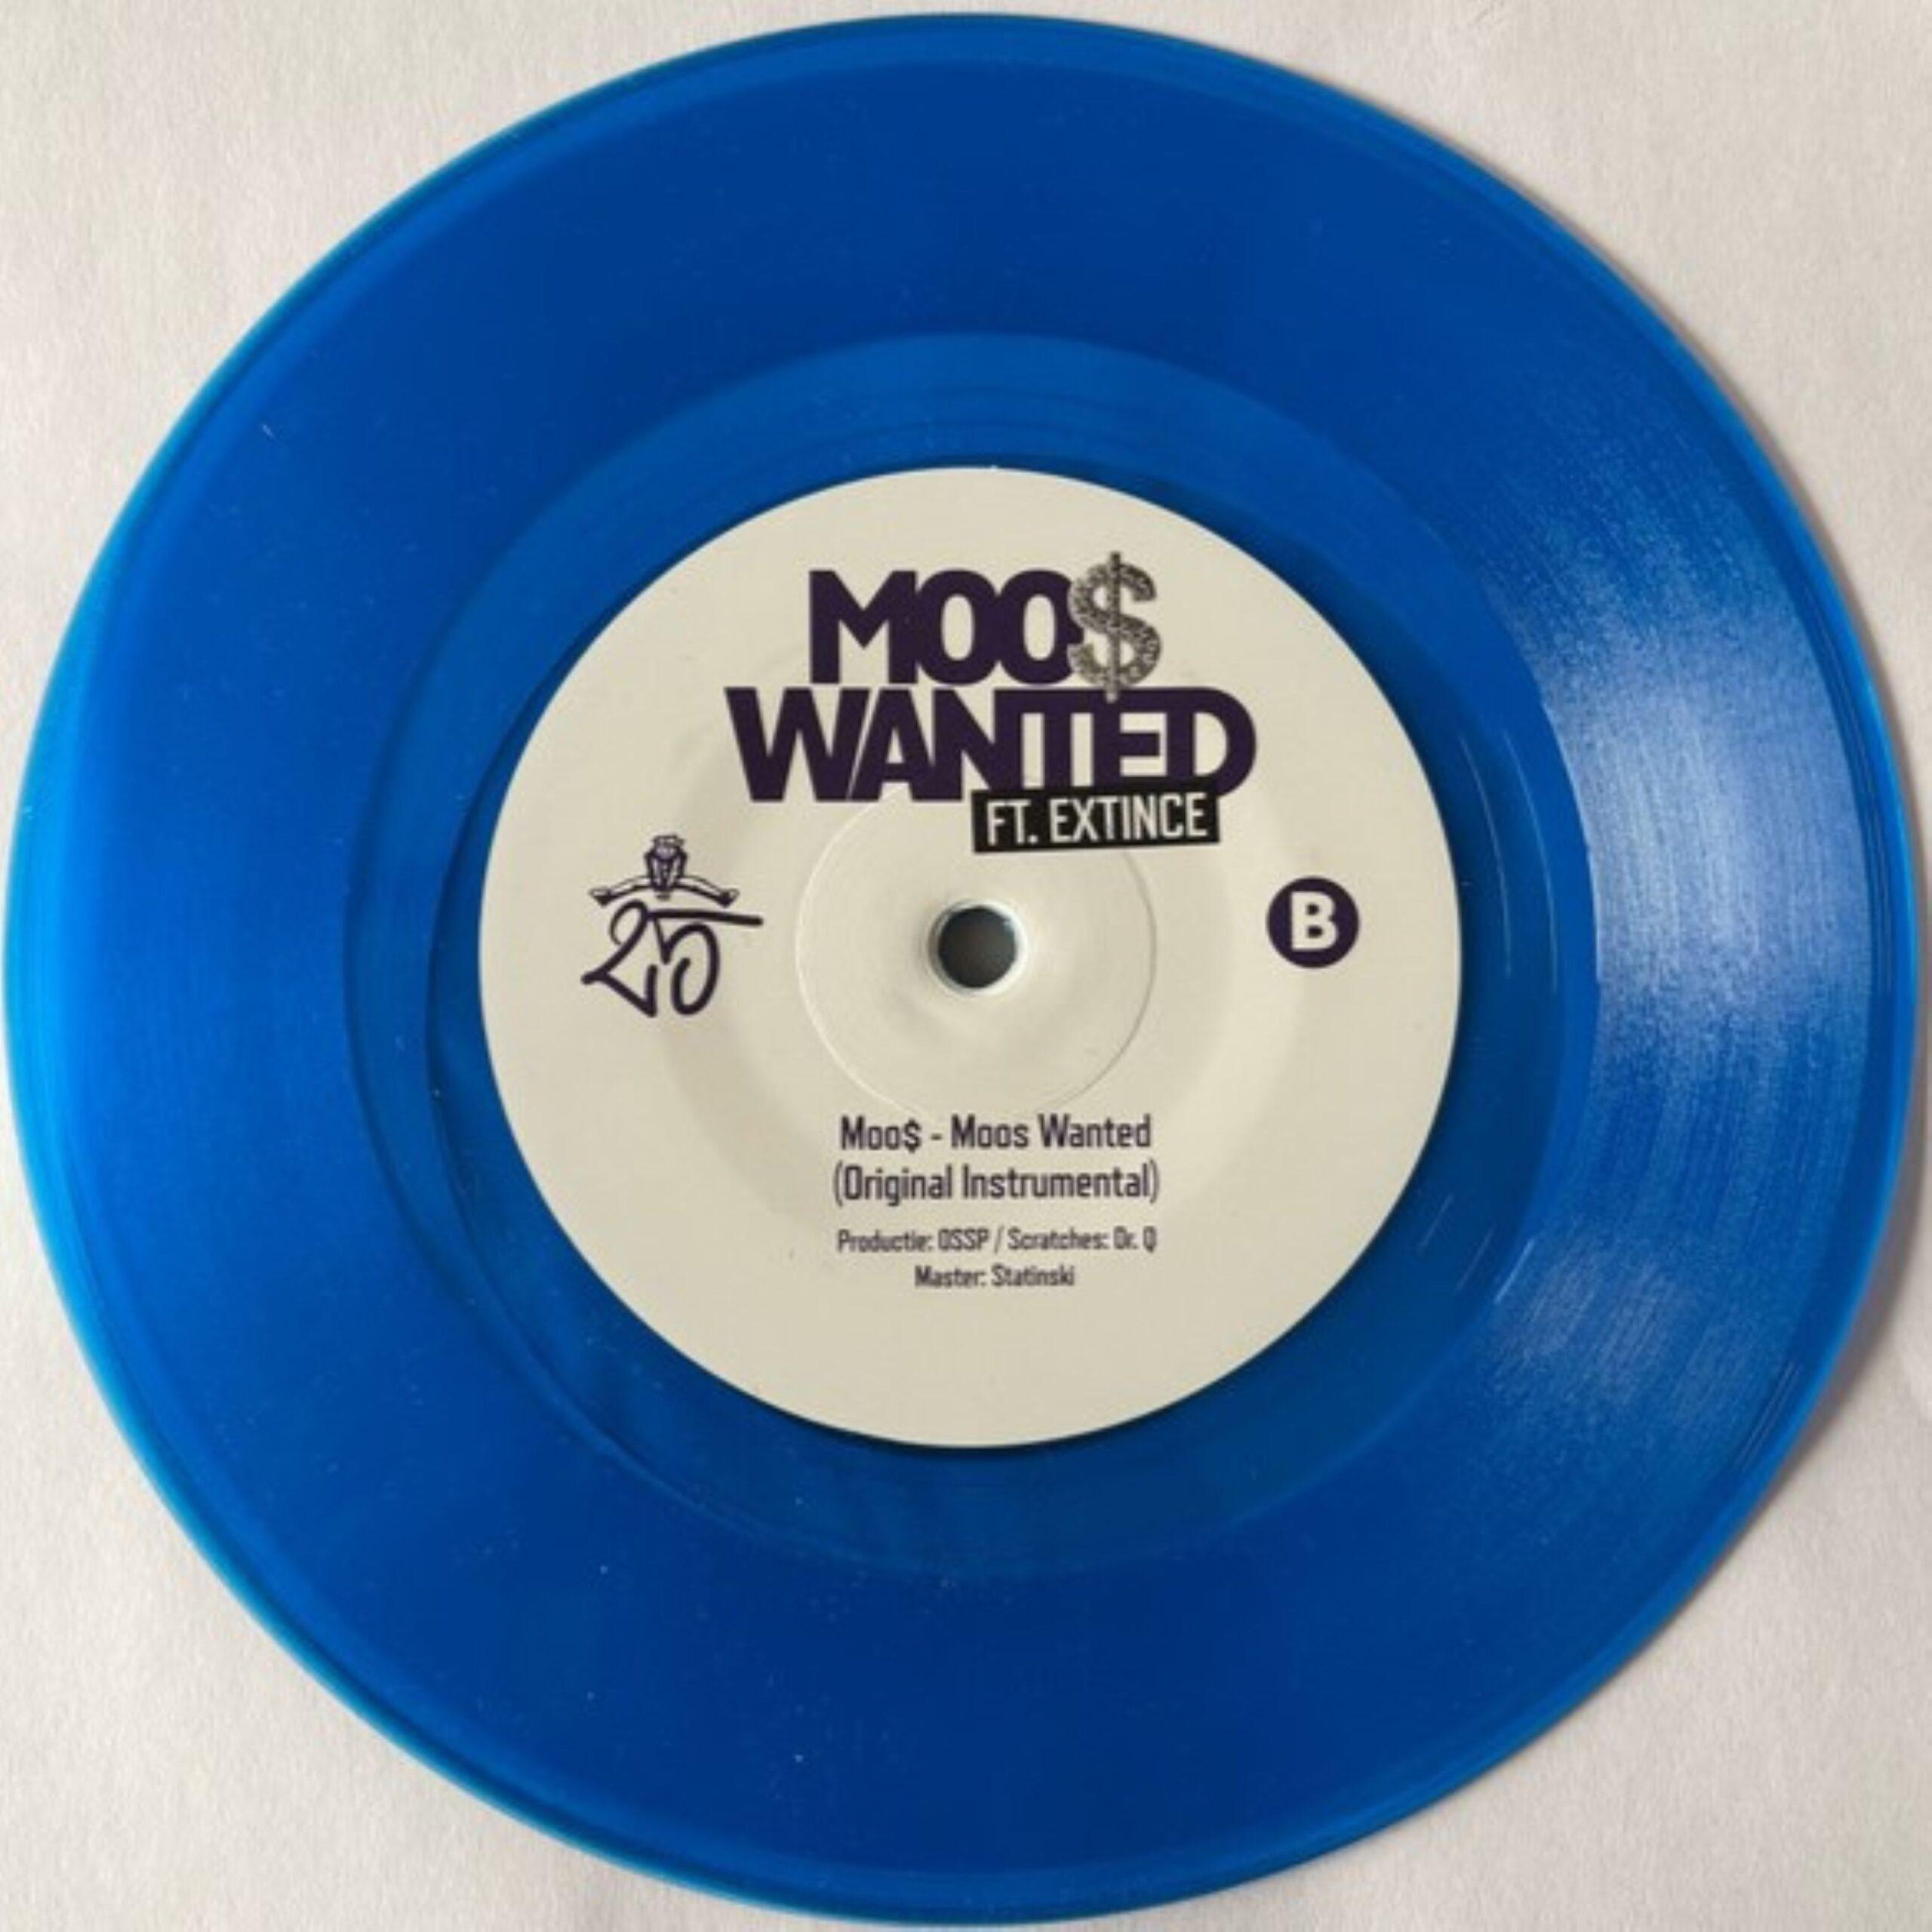 MOO$
WANTED
FT. EXTINCE
25
B
Moo$ - Moos Wanted
(Original Instrumental)
Productie: OSSP / Scratches: Dr. Q
Master: Statinski